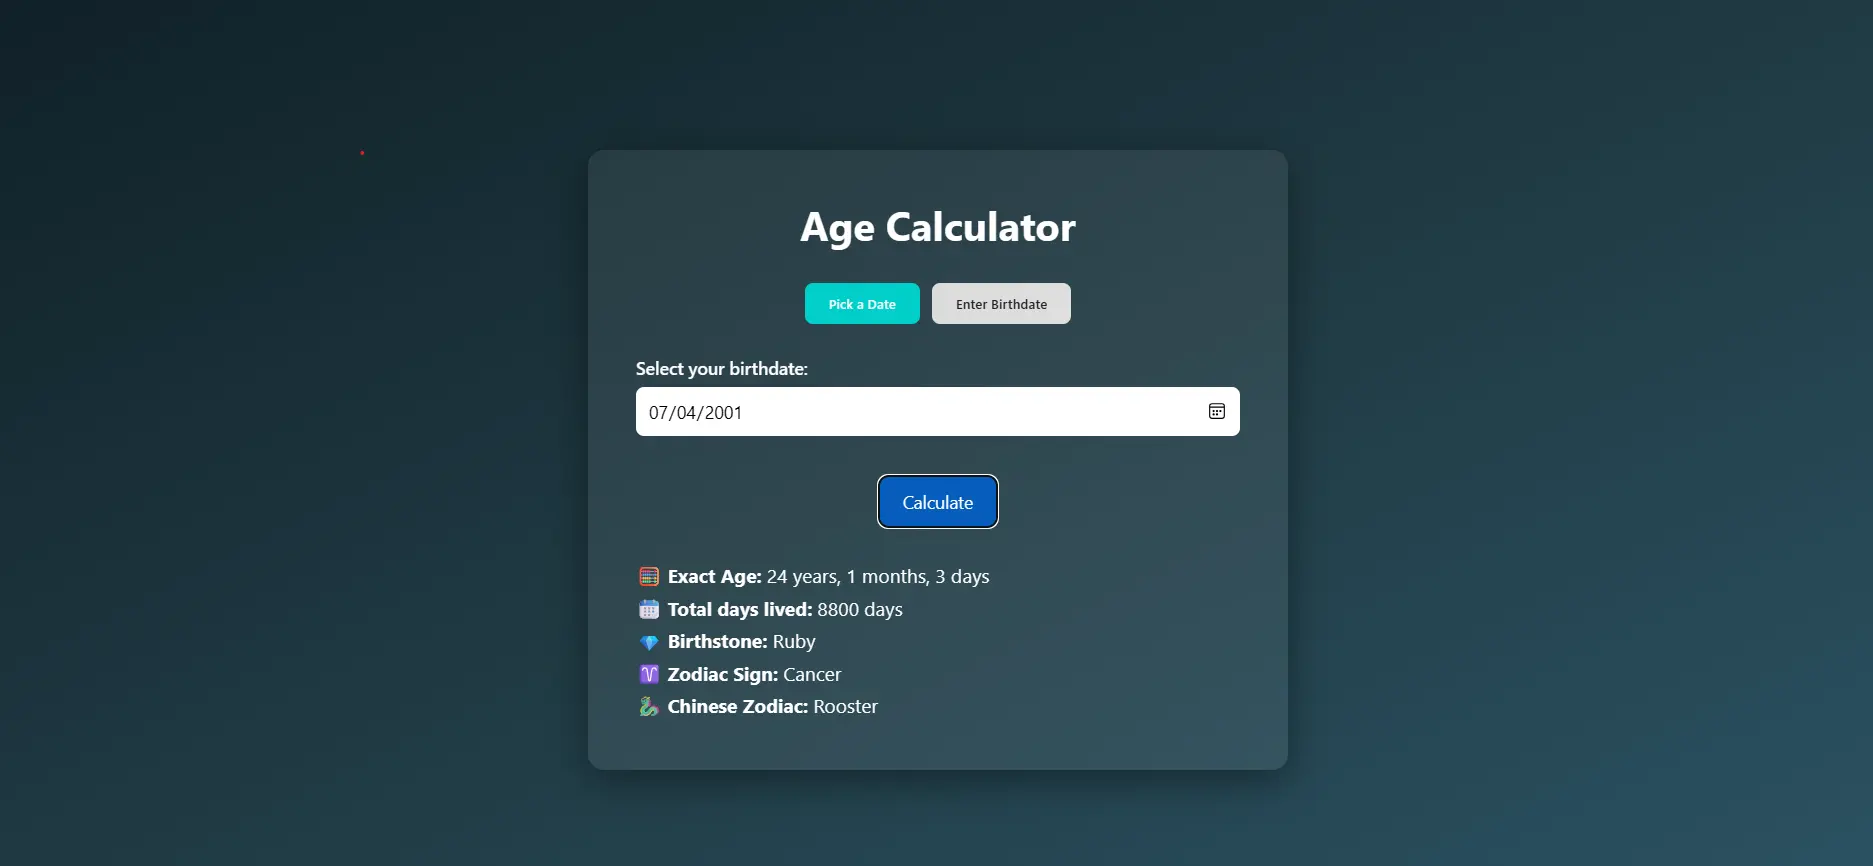 Age Calculator
Pick a Date Enter Birthdate
Select your birthdate:
07/04/2001
Calculate
Exact Age: 24 years, 1 months, 3 days
Total days lived: 8800 days
Birthstone: Ruby
Zodiac Sign: Cancer
Chinese Zodiac: Rooster